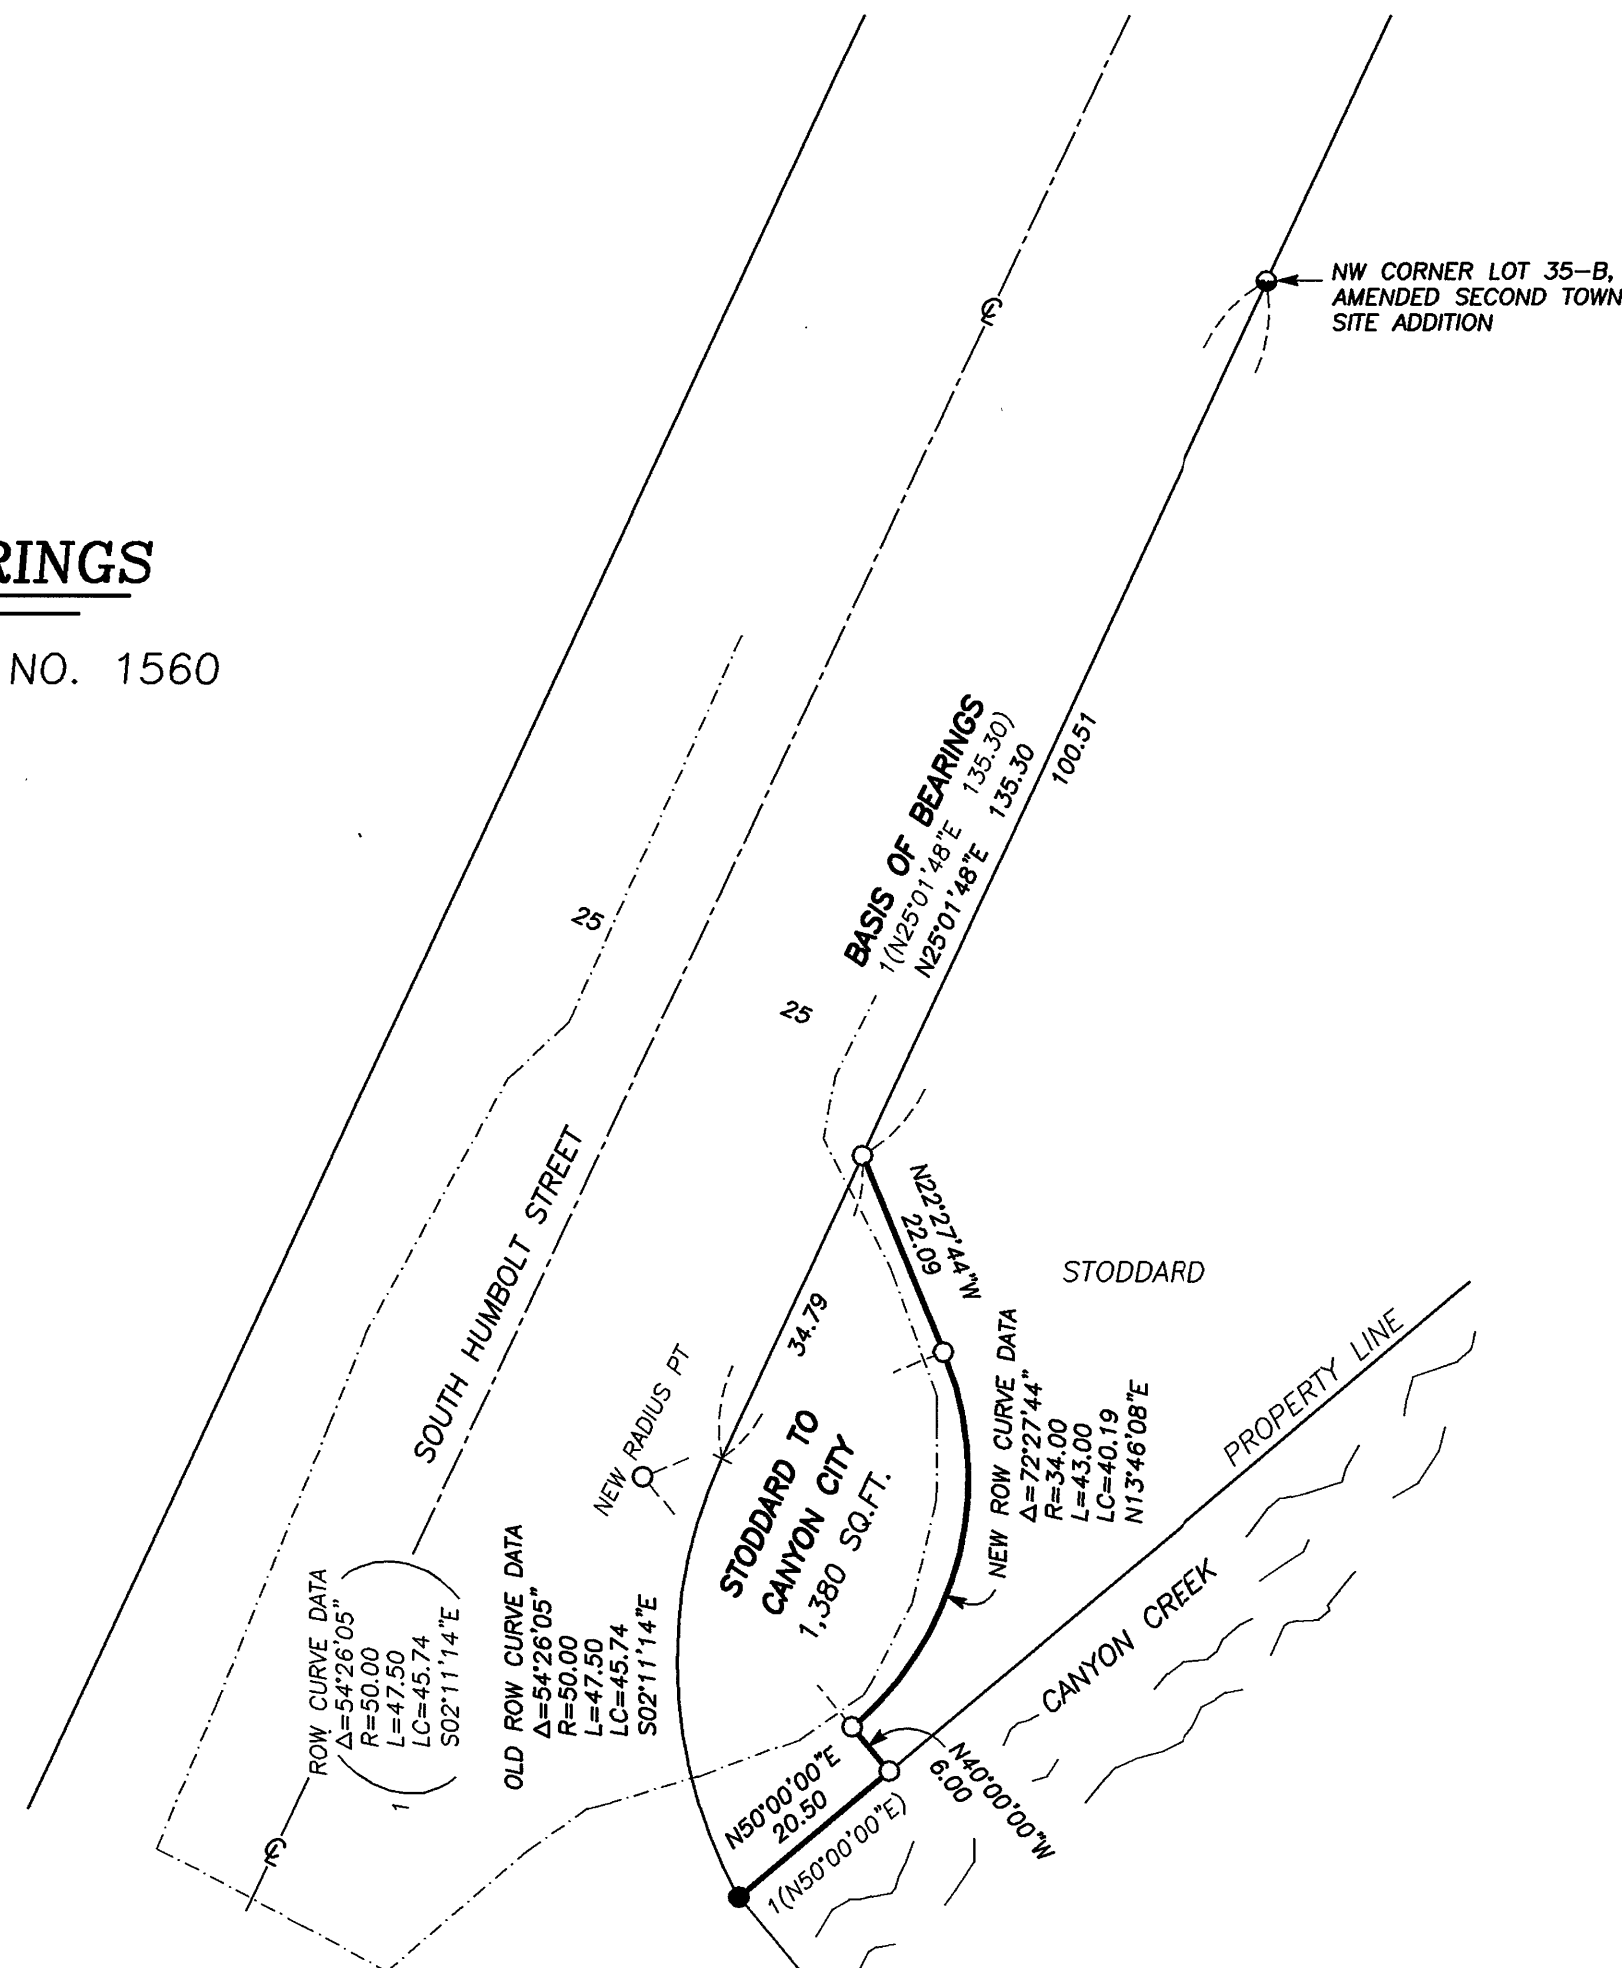 RINGS
NO. 1560
NW CORNER LOT 35-B,
AMENDED SECOND TOWN
SITE ADDITION
℄
BASIS OF BEARINGS
1(N25°01'48"E 135.30)
N25°01'48"E 135.30
100.51
25
25
SOUTH HUMBOLT STREET
N22°27'44"W
22.09
STODDARD
34.79
NEW RADIUS PT
STODDARD TO
CANYON CITY
1,380 SQ.FT.
NEW ROW CURVE DATA
Δ=72°27'44"
R=34.00
L=43.00
LC=40.19
N13°46'08"E
PROPERTY LINE
CANYON CREEK
ROW CURVE DATA
Δ=54°26'05"
R=50.00
L=47.50
LC=45.74
S02°11'14"E
1
OLD ROW CURVE DATA
Δ=54°26'05"
R=50.00
L=47.50
LC=45.74
S02°11'14"E
N50°00'00"E
20.50
1(N50°00'00"E)
N40°00'00"W
6.00
℄